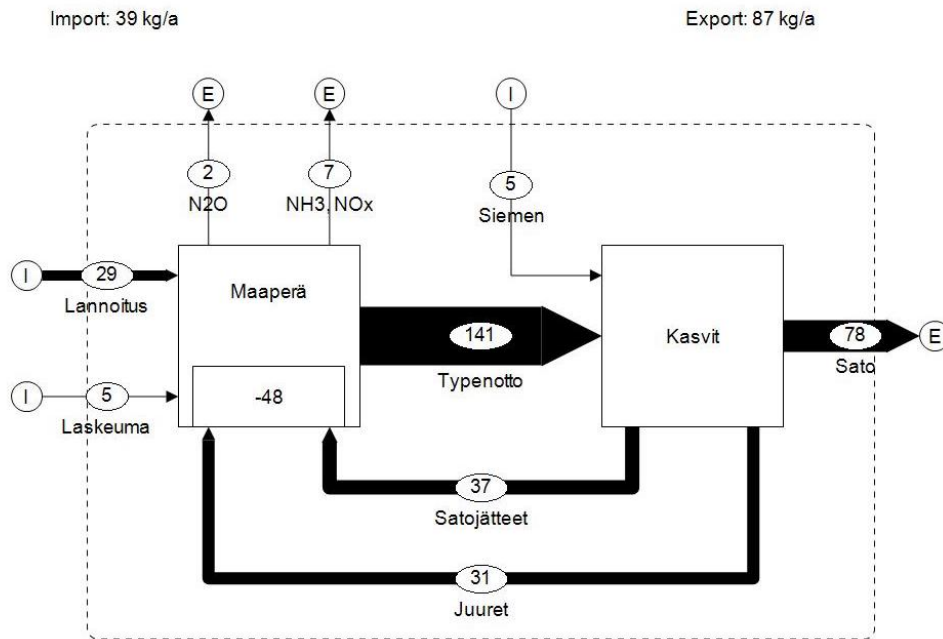 Import: 39 kg/a
Export: 87 kg/a
E
E
I
2
N2O
7
NH3, NOx
5
Siemen
I
29
Lannoitus
Maaperä
141
Typenotto
Kasvit
78
Sato
E
I
5
Laskeuma
-48
37
Satojätteet
31
Juuret